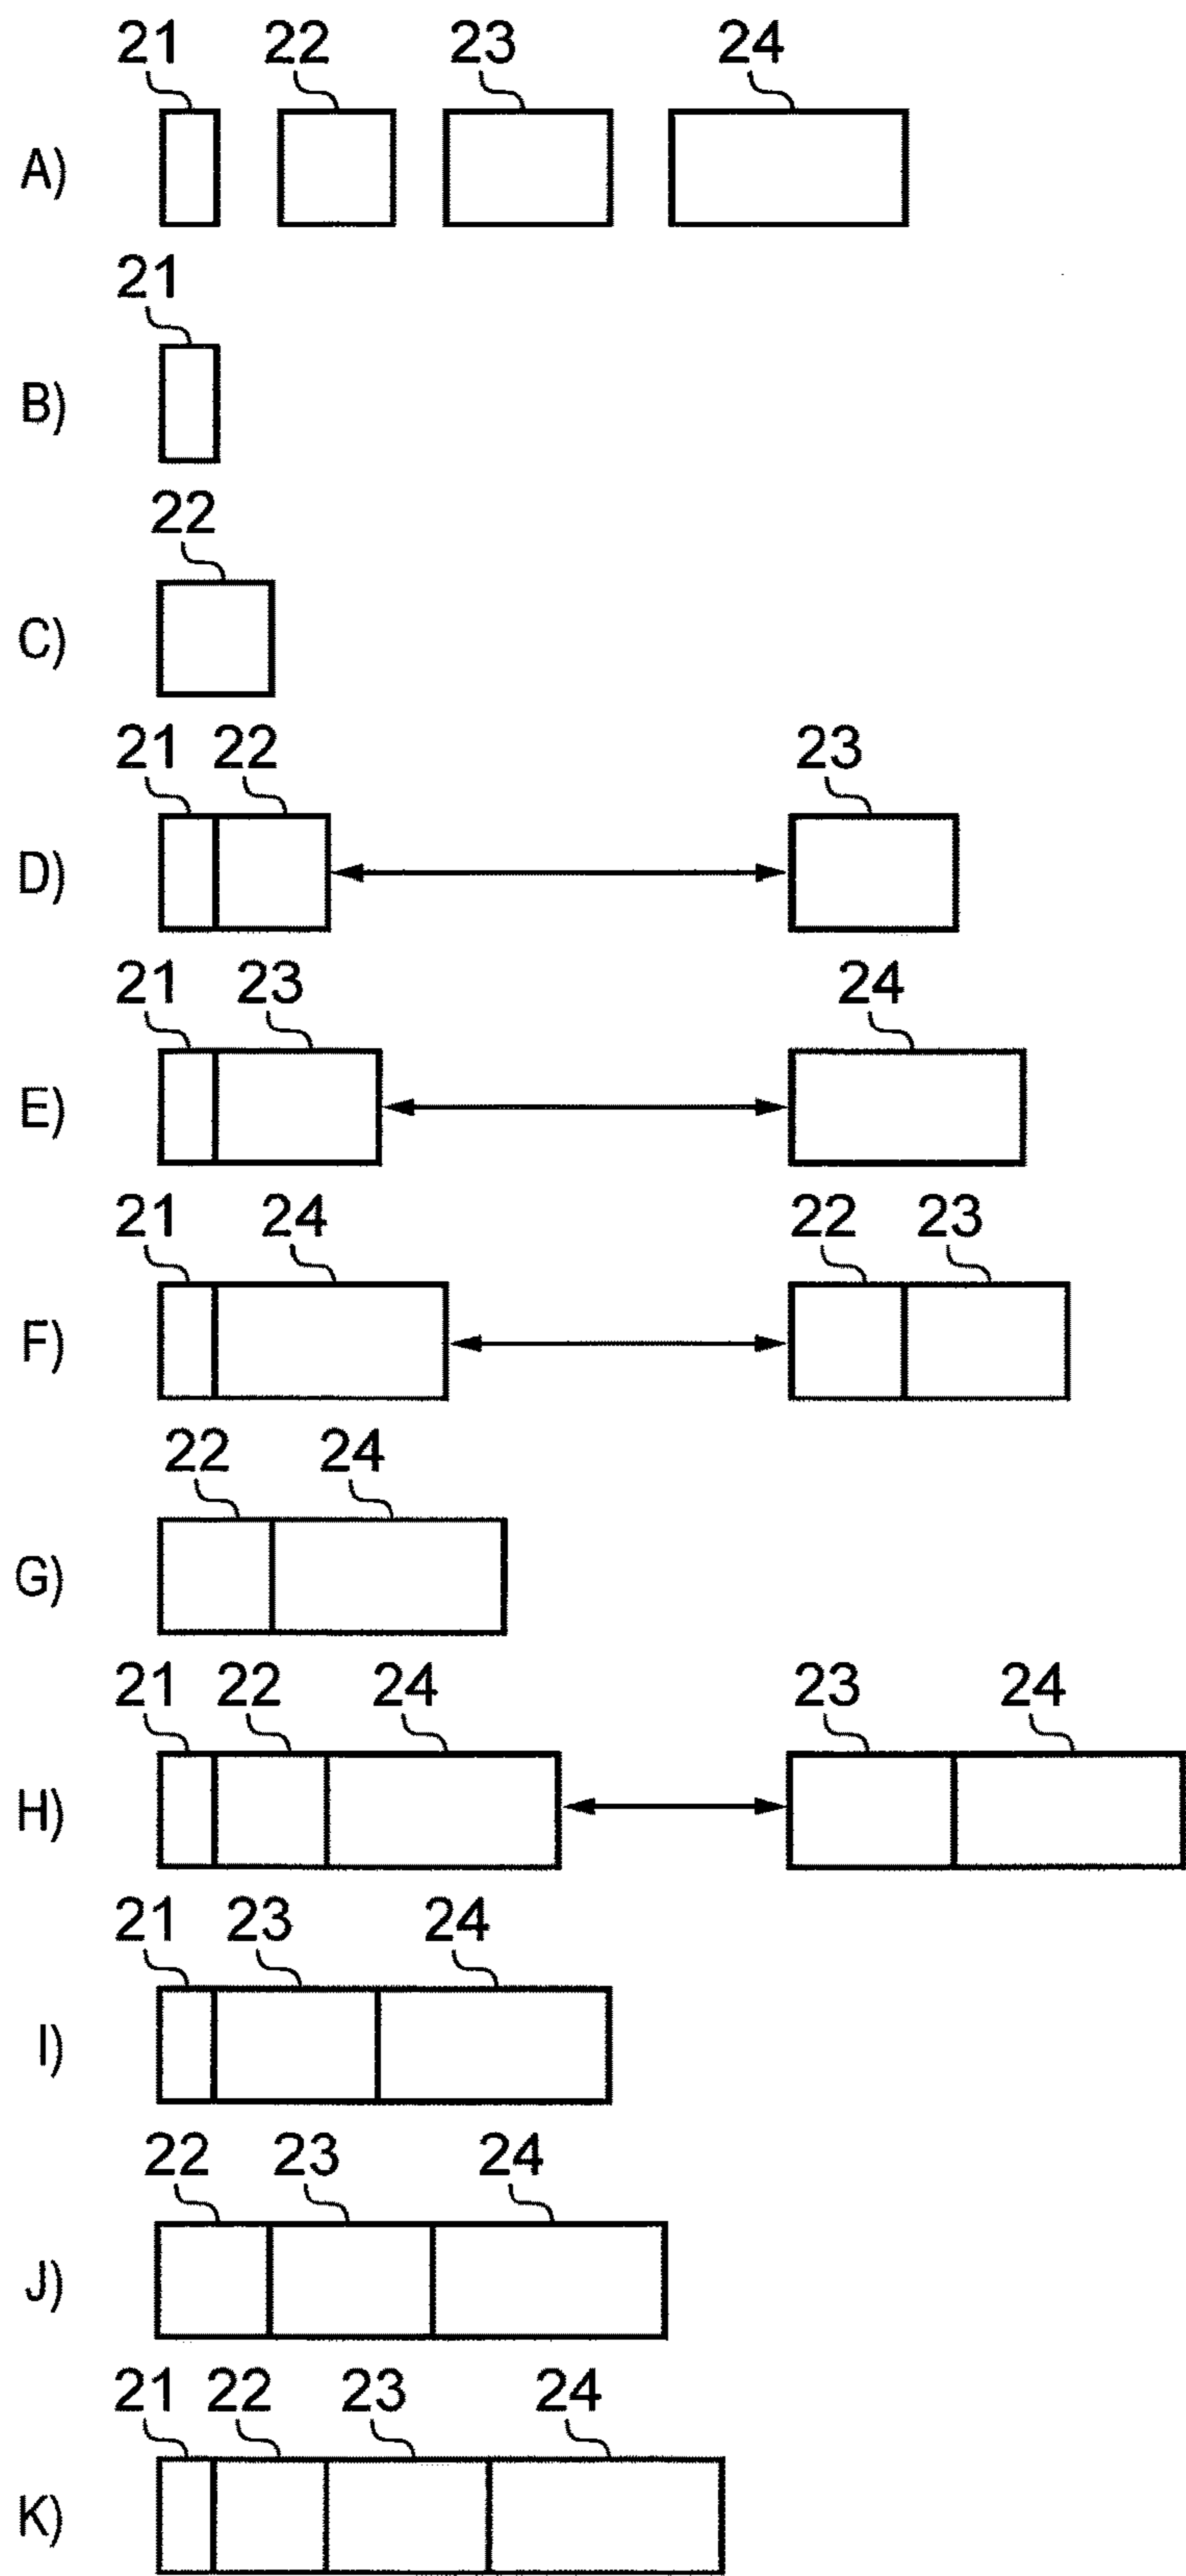 21 22 23 24
A)
21
B)
22
C)
21 22 23
D)
21 23 24
E)
21 24 22 23
F)
22 24
G)
21 22 24 23 24
H)
21 23 24
I)
22 23 24
J)
21 22 23 24
K)